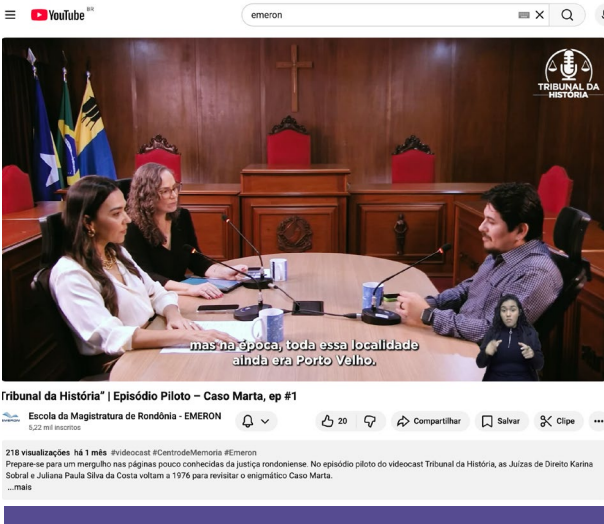 YouTube BR
emeron
TRIBUNAL DA
HISTÓRIA
mas na época, toda essa localidade
ainda era Porto Velho.
Tribunal da História" | Episódio Piloto – Caso Marta, ep #1
EMERON
Escola da Magistratura de Rondônia - EMERON
5,22 mil inscritos
20
Compartilhar
Salvar
Clipe
218 visualizações há 1 mês #videocast #CentrodeMemoria #Emeron
Prepare-se para um mergulho nas páginas pouco conhecidas da justiça rondoniense. No episódio piloto do videocast Tribunal da História, as Juízas de Direito Karina
Sobral e Juliana Paula Silva da Costa voltam a 1976 para revisitar o enigmático Caso Marta.
...mais